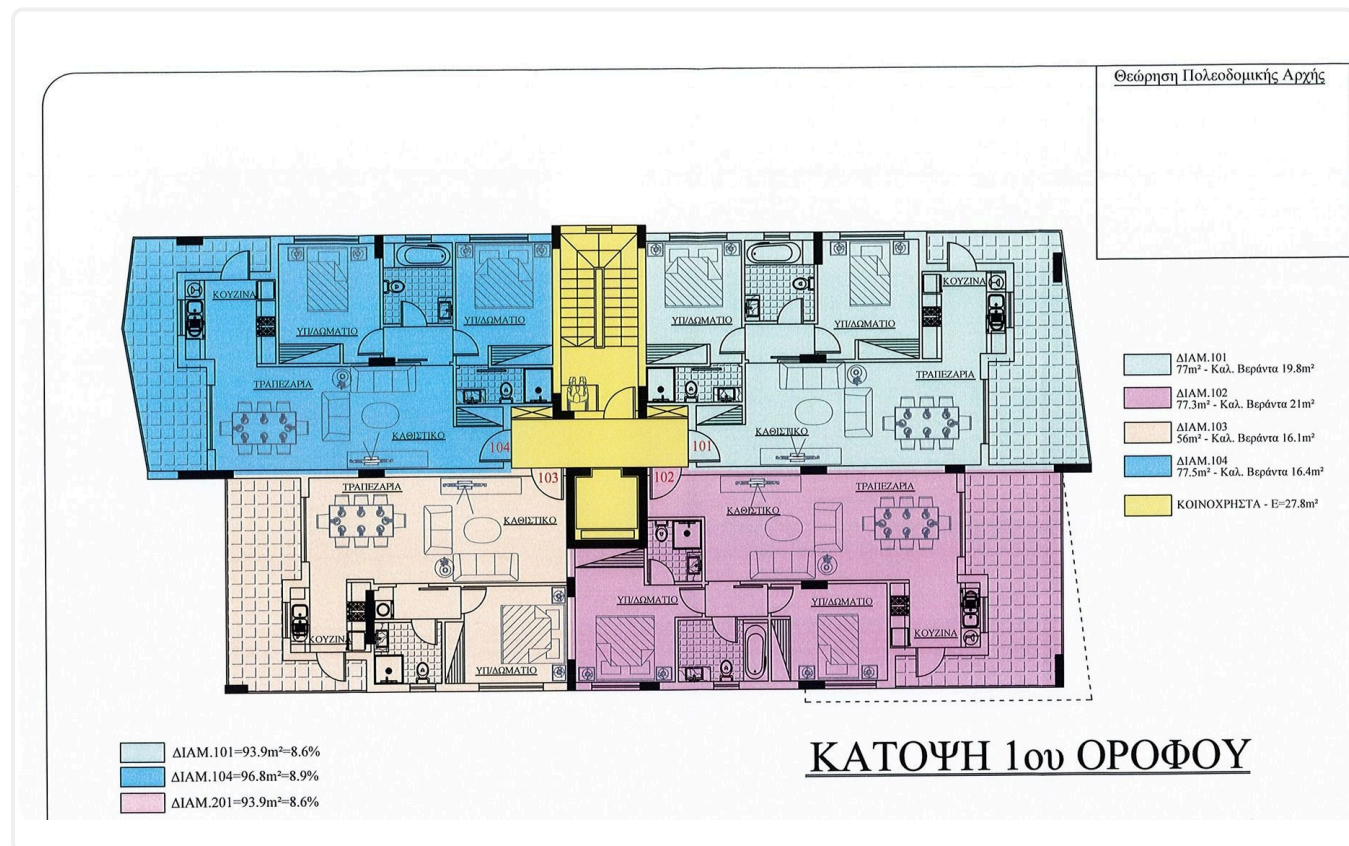 Θεώρηση Πολεοδομικής Αρχής
ΚΟΥΖΙΝΑ
ΥΠ/ΔΩΜΑΤΙΟ
ΥΠ/ΔΩΜΑΤΙΟ
ΥΠ/ΔΩΜΑΤΙΟ
ΥΠ/ΔΩΜΑΤΙΟ
ΚΟΥΖΙΝΑ
ΤΡΑΠΕΖΑΡΙΑ
ΤΡΑΠΕΖΑΡΙΑ
ΚΑΘΙΣΤΙΚΟ
104
101
ΚΑΘΙΣΤΙΚΟ
103
102
ΤΡΑΠΕΖΑΡΙΑ
ΚΑΘΙΣΤΙΚΟ
ΚΑΘΙΣΤΙΚΟ
ΤΡΑΠΕΖΑΡΙΑ
ΥΠ/ΔΩΜΑΤΙΟ
ΥΠ/ΔΩΜΑΤΙΟ
ΚΟΥΖΙΝΑ
ΚΟΥΖΙΝΑ
ΥΠ/ΔΩΜΑΤΙΟ
ΔΙΑΜ.101
77m² - Καλ. Βεράντα 19.8m²
ΔΙΑΜ.102
77.3m² - Καλ. Βεράντα 21m²
ΔΙΑΜ.103
56m² - Καλ. Βεράντα 16.1m²
ΔΙΑΜ.104
77.5m² - Καλ. Βεράντα 16.4m²
ΚΟΙΝΟΧΡΗΣΤΑ - Ε=27.8m²
ΔΙΑΜ.101=93.9m²=8.6%
ΔΙΑΜ.104=96.8m²=8.9%
ΔΙΑΜ.201=93.9m²=8.6%
ΚΑΤΟΨΗ 1ου ΟΡΟΦΟΥ